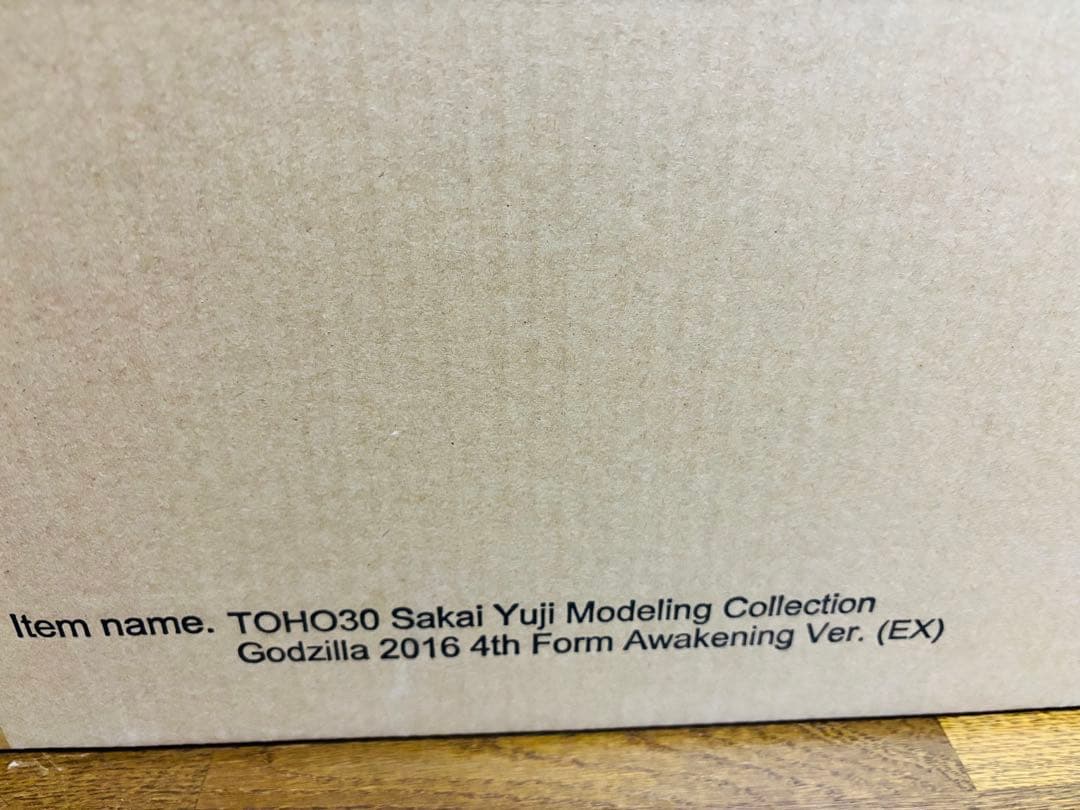 Item name. TOHO30 Sakai Yuji Modeling Collection
Godzilla 2016 4th Form Awakening Ver. (EX)